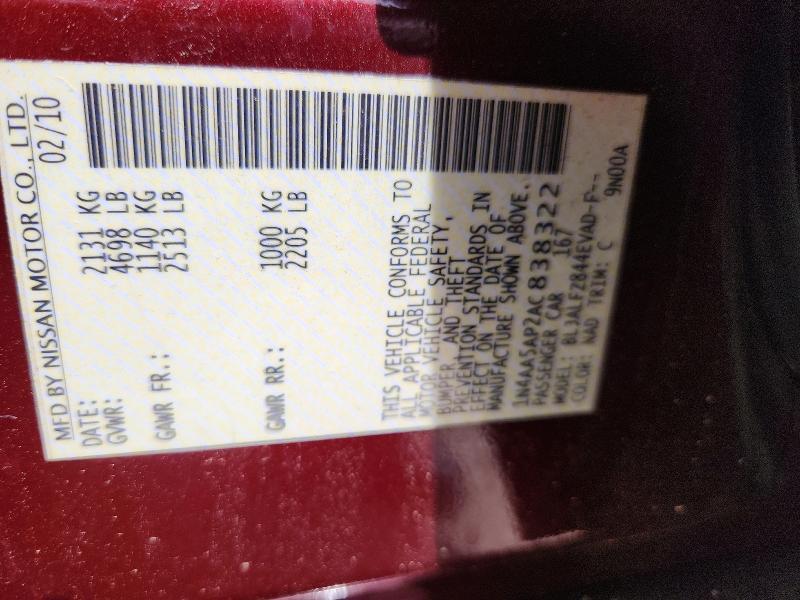 MFD BY NISSAN MOTOR CO., LTD.
DATE: 02/10
GVWR: 2131 KG
4698 LB
GAWR FR.: 1140 KG
2513 LB
GAWR RR.: 1000 KG
2205 LB
THIS VEHICLE CONFORMS TO
ALL APPLICABLE FEDERAL
MOTOR VEHICLE SAFETY,
BUMPER, AND THEFT
PREVENTION STANDARDS IN
EFFECT ON THE DATE OF
MANUFACTURE SHOWN ABOVE.
1N4AA5AP2AC838322
PASSENGER CAR 167
MODEL: BL3ALFZ844EVAD-F--
COLOR: NAD TRIM: C 9N00A